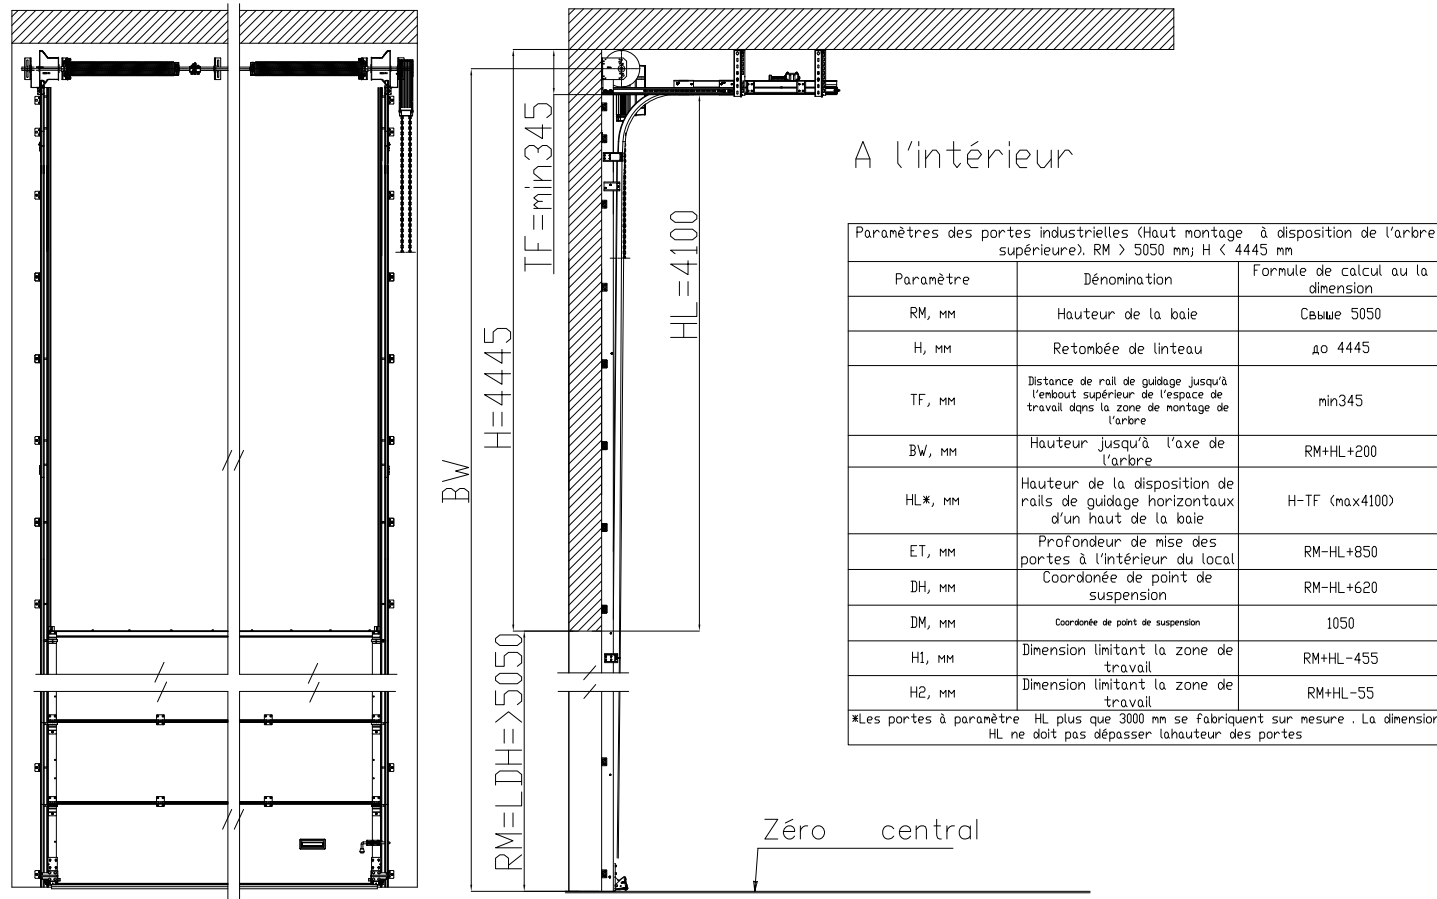 TF=min345
H=4445
BW
HL=4100
RM=LDH=>5050
A l'intérieur
Zéro central
Paramètres des portes industrielles (Haut montage à disposition de l'arbre
supérieure). RM > 5050 mm; H < 4445 mm
Paramètre
Dénomination
Formule de calcul au la
dimension
RM, мм
Hauteur de la baie
Свыше 5050
H, мм
Retombée de linteau
до 4445
TF, мм
Distance de rail de guidage jusqu'à
l'embout supérieur de l'espace de
travail dqns la zone de montage de
l'arbre
min345
BW, мм
Hauteur jusqu'à l'axe de
l'arbre
RM+HL+200
HL*, мм
Hauteur de la disposition de
rails de guidage horizontaux
d'un haut de la baie
H-TF (max4100)
ET, мм
Profondeur de mise des
portes à l'intérieur du local
RM-HL+850
DH, мм
Coordonée de point de
suspension
RM-HL+620
DM, мм
Coordonée de point de suspension
1050
H1, мм
Dimension limitant la zone de
travail
RM+HL-455
H2, мм
Dimension limitant la zone de
travail
RM+HL-55
*Les portes à paramètre HL plus que 3000 mm se fabriquent sur mesure . La dimension
HL ne doit pas dépasser lahauteur des portes